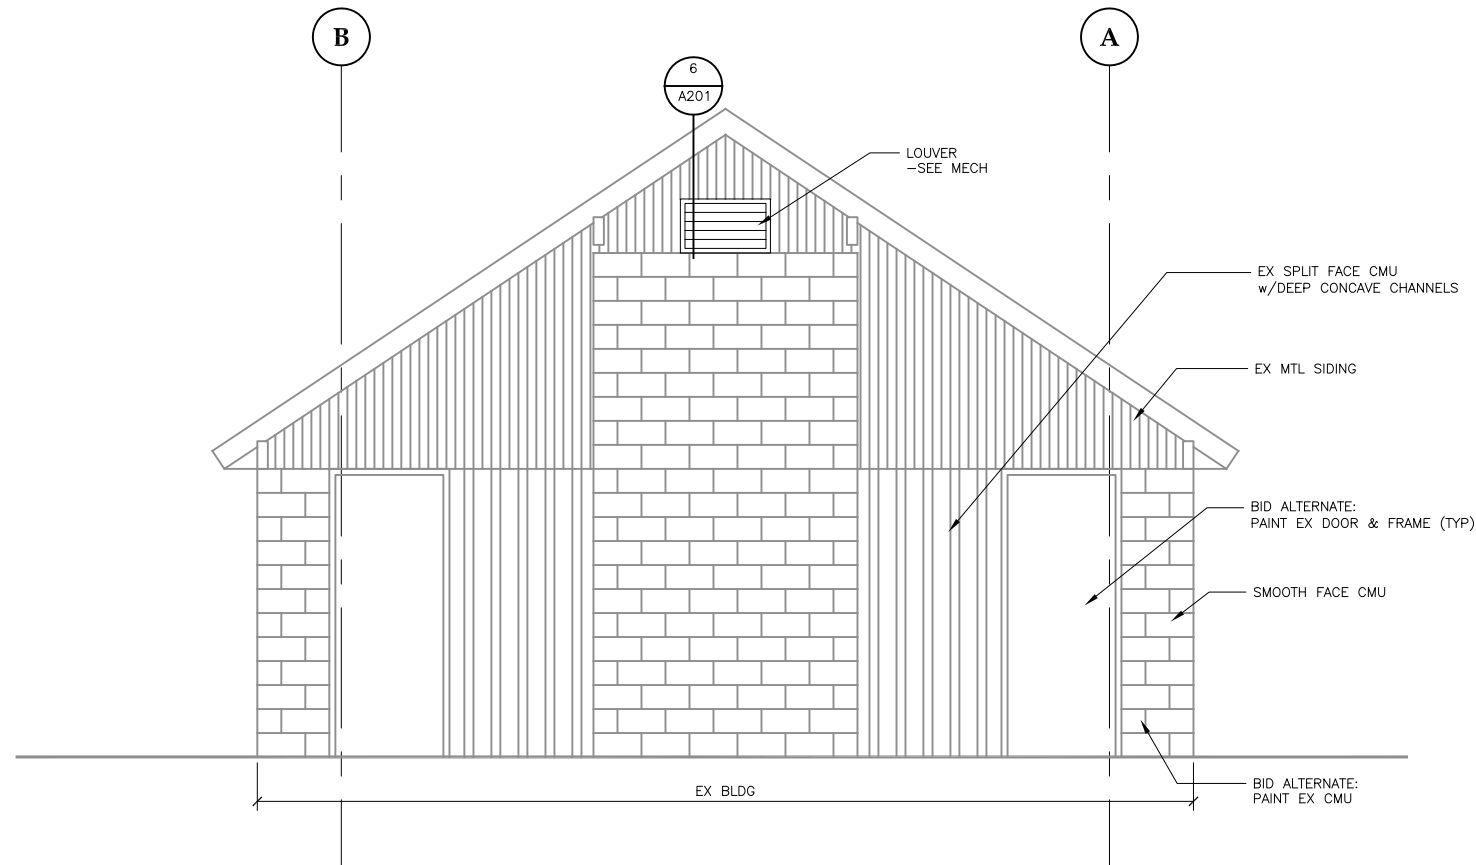 B
A
6
A201
LOUVER
-SEE MECH
EX SPLIT FACE CMU
w/DEEP CONCAVE CHANNELS
EX MTL SIDING
BID ALTERNATE:
PAINT EX DOOR & FRAME (TYP)
SMOOTH FACE CMU
BID ALTERNATE:
PAINT EX CMU
EX BLDG